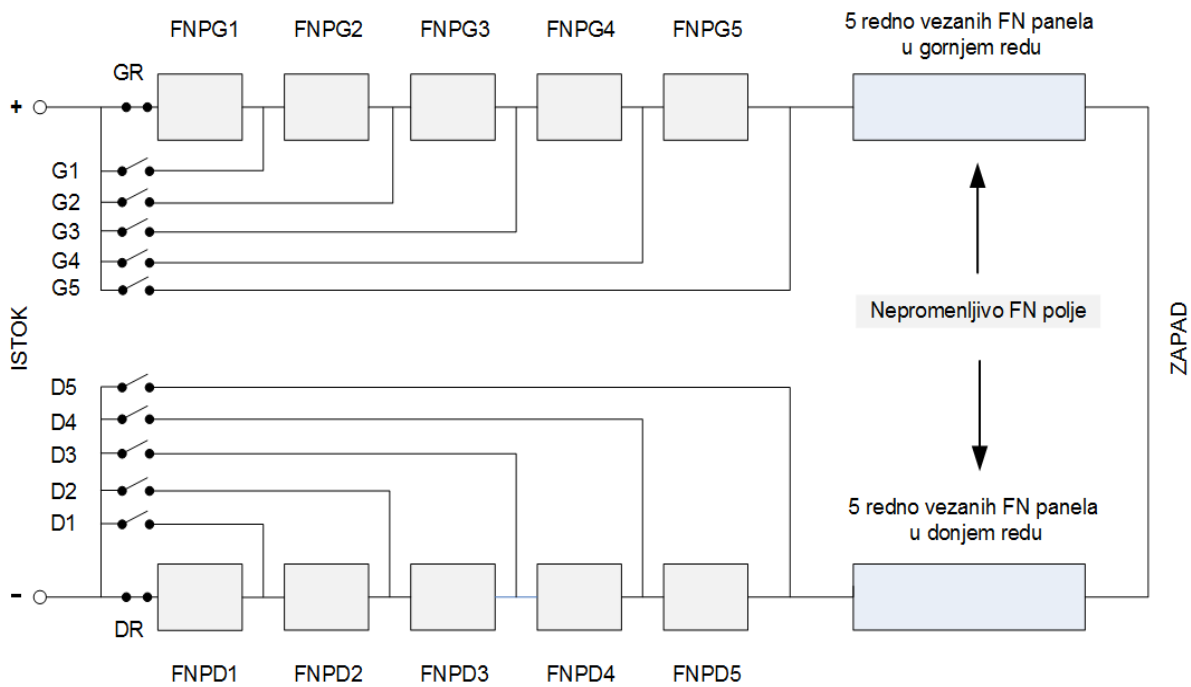 FNPG1 FNPG2 FNPG3 FNPG4 FNPG5
5 redno vezanih FN panela
u gornjem redu
GR
+
G1
G2
G3
G4
G5
ISTOK
Nepromenljivo FN polje
ZAPAD
D5
D4
D3
D2
D1
5 redno vezanih FN panela
u donjem redu
-
DR
FNPD1 FNPD2 FNPD3 FNPD4 FNPD5